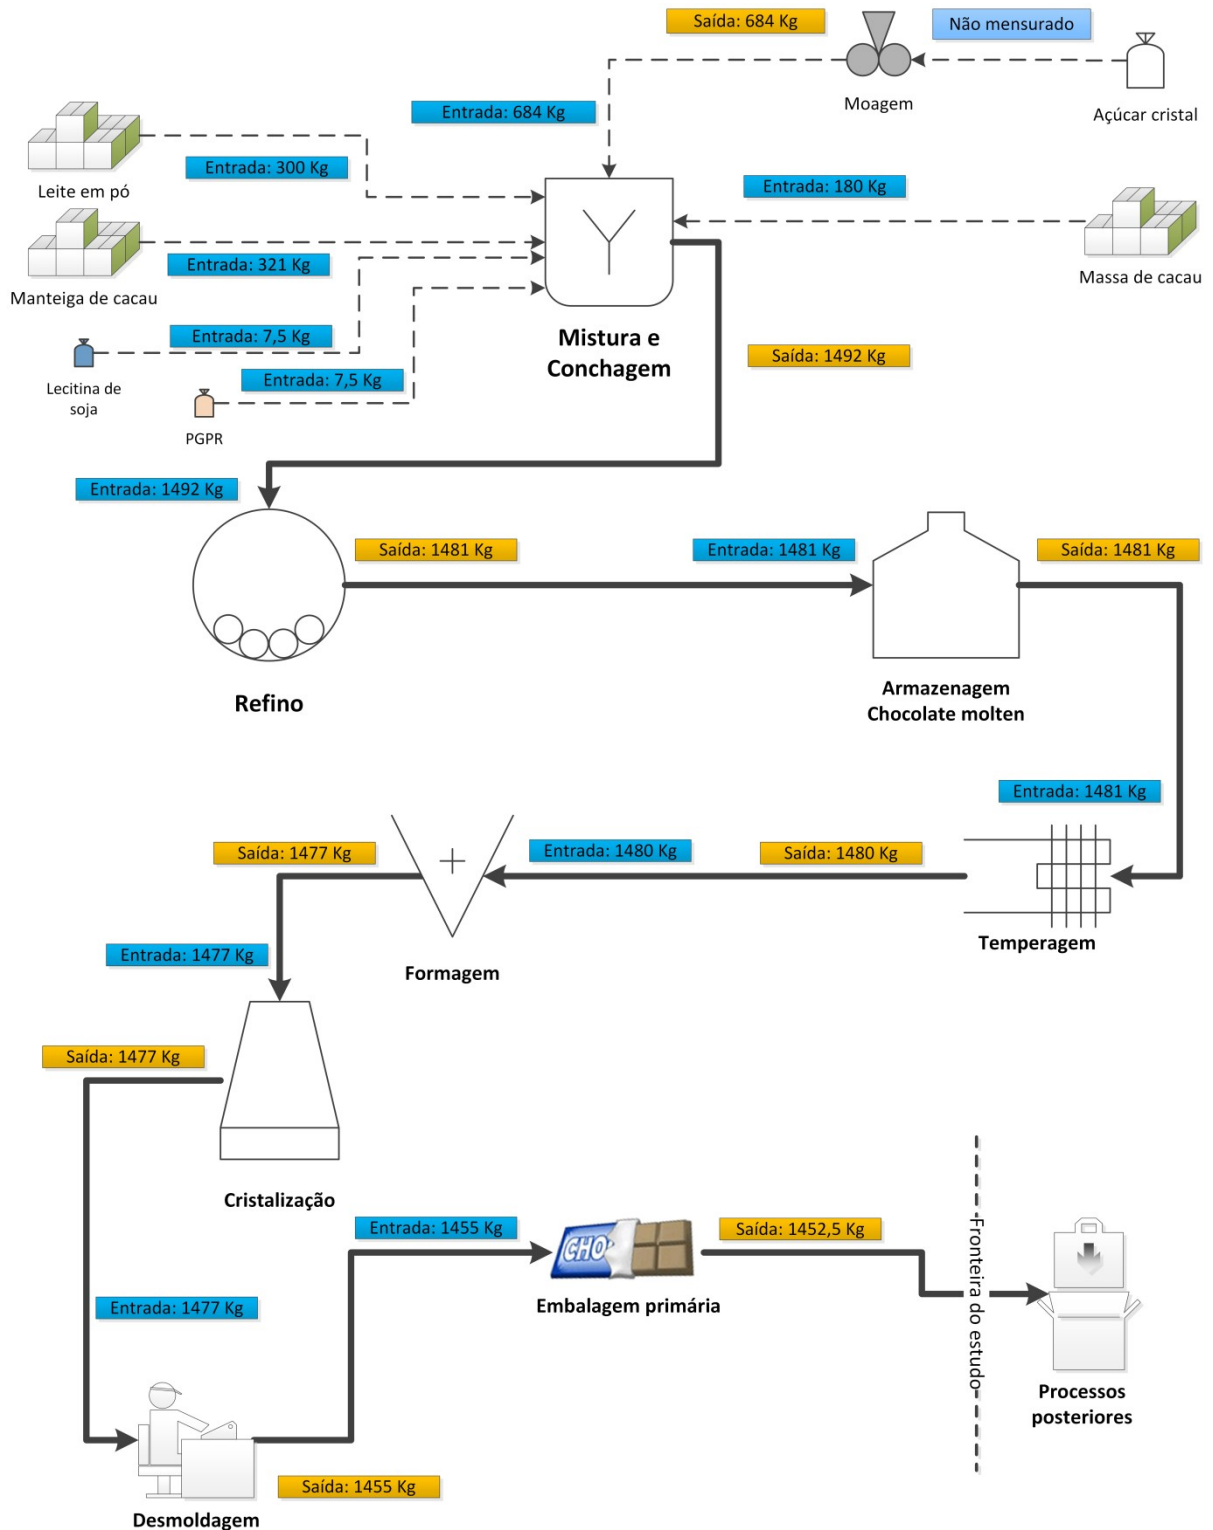 Saída: 684 Kg
Não mensurado
Moagem
Açúcar cristal
Entrada: 684 Kg
Leite em pó
Entrada: 300 Kg
Entrada: 180 Kg
Manteiga de cacau
Entrada: 321 Kg
Massa de cacau
Mistura e
Conchagem
Entrada: 7,5 Kg
Lecitina de
soja
Entrada: 7,5 Kg
PGPR
Saída: 1492 Kg
Entrada: 1492 Kg
Saída: 1481 Kg
Entrada: 1481 Kg
Saída: 1481 Kg
Refino
Armazenagem
Chocolate molten
Entrada: 1481 Kg
Saída: 1477 Kg
Entrada: 1480 Kg
Saída: 1480 Kg
Temperagem
Formagem
Entrada: 1477 Kg
Saída: 1477 Kg
Cristalização
Entrada: 1455 Kg
CHO
Saída: 1452,5 Kg
Embalagem primária
Fronteira do estudo
Entrada: 1477 Kg
Processos
posteriores
Saída: 1455 Kg
Desmoldagem